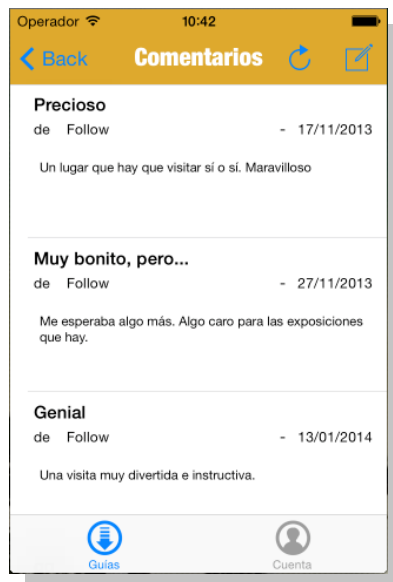 Operador 10:42
Back Comentarios
Precioso
de Follow - 17/11/2013
Un lugar que hay que visitar sí o sí. Maravilloso
Muy bonito, pero...
de Follow - 27/11/2013
Me esperaba algo más. Algo caro para las exposiciones
que hay.
Genial
de Follow - 13/01/2014
Una visita muy divertida e instructiva.
Guías Cuenta